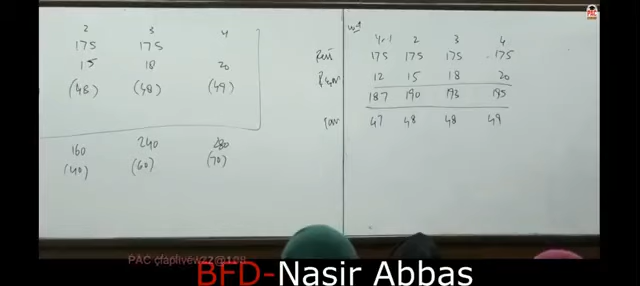 2 3 4
175 175
15 18 20
(48) (48) (49)
160 240 280
(40) (60) (70)
Yr-1 2 3 4
175 175 175 175
12 15 18 20
187 190 193 195
47 48 48 49
PAC
BFD-Nasir Abbas